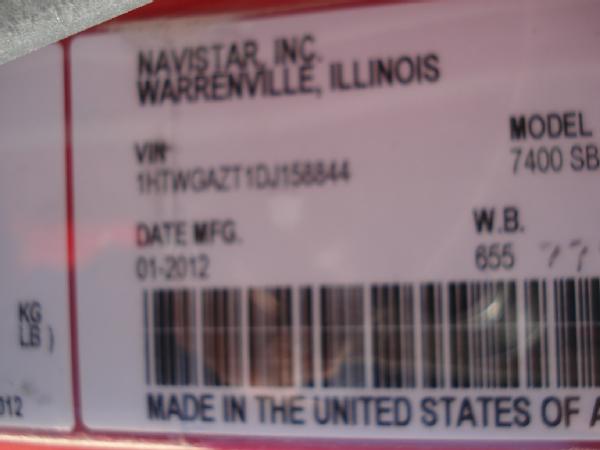 NAVISTAR, INC.
WARRENVILLE, ILLINOIS
VIN
1HTWGAZT1DJ158844
MODEL
7400 SB
DATE MFG.
01-2012
W.B.
655
KG
LB )
012
MADE IN THE UNITED STATES OF A